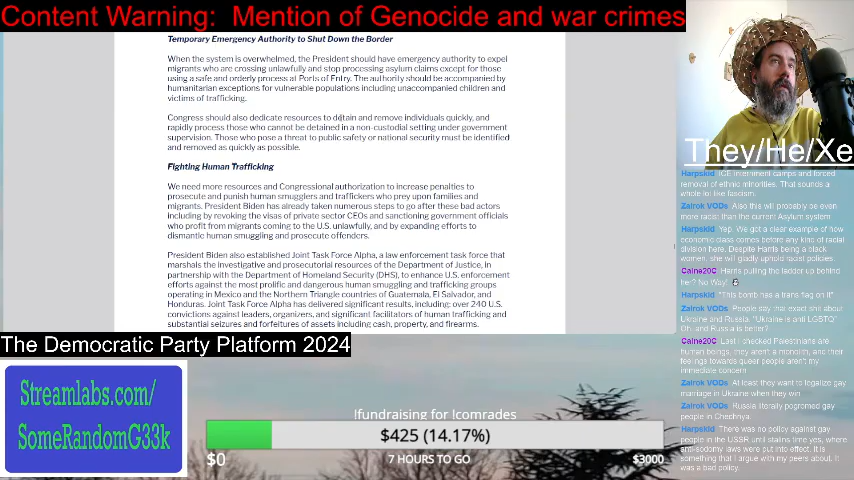 Content Warning: Mention of Genocide and war crimes
Temporary Emergency Authority to Shut Down the Border
When the system is overwhelmed, the President should have emergency authority to expel
migrants who are crossing unlawfully and stop processing asylum claims except for those
using a safe and orderly process at Ports of Entry. The authority should be accompanied by
humanitarian exceptions for vulnerable populations including unaccompanied children and
victims of trafficking.
Congress should also dedicate resources to detain and remove individuals quickly, and
rapidly process those who cannot be detained in a non-custodial setting under government
supervision. Those who pose a threat to public safety or national security must be identified
and removed as quickly as possible.
Fighting Human Trafficking
We need more resources and Congressional authorization to increase penalties to
prosecute and punish human smugglers and traffickers who prey upon families and
migrants. President Biden has already taken numerous steps to go after these bad actors
including by revoking the visas of private sector CEOs and sanctioning government officials
who profit from migrants coming to the U.S. unlawfully, and by expanding efforts to
dismantle human smuggling and prosecute offenders.
President Biden also established Joint Task Force Alpha, a law enforcement task force that
marshals the investigative and prosecutorial resources of the Department of Justice, in
partnership with the Department of Homeland Security (DHS), to enhance U.S. enforcement
efforts against the most prolific and dangerous human smuggling and trafficking groups
operating in Mexico and the Northern Triangle countries of Guatemala, El Salvador, and
Honduras. Joint Task Force Alpha has delivered significant results, including: over 240 U.S.
convictions against leaders, organizers, and significant facilitators of human trafficking and
substantial seizures and forfeitures of assets including cash, property, and firearms.
They/He/Xe
Harpskid ICE internment camps and forced
removal of ethnic minorities. That sounds a
whole lot like fascism.
Zairok VODs Also this will probably be even
more racist than the current Asylum system
Harpskid Yep. We got a clear example of how
economic class comes before any kind of racial
division here. Despite Harris being a black
women, she will gladly uphold racist policies.
Caine20C Harris pulling the ladder up behind
her? No Way!
Harpskid "This bomb has a trans flag on it"
Zairok VODs People say that exact shit about
Ukraine and Russia. "Ukraine is anti LGBTQ"
Oh, and Russia is better?
Caine20C Last I checked Palestinians are
human beings, they aren't a monolith, and their
feelings towards queer people aren't my
immediate concern
Zairok VODs At least they want to legalize gay
marriage in Ukraine when they win
Zairok VODs Russia literally pogromed gay
people in Chechnya
Harpskid There was no policy against gay
people in the USSR until stalins time yes, where
anti-sodomy laws were put into effect. It is
something that I argue with my peers about. It
was a bad policy.
The Democratic Party Platform 2024
Streamlabs.com/
SomeRandomG33k
!fundraising for !comrades
$425 (14.17%)
$0
7 HOURS TO GO
$3000